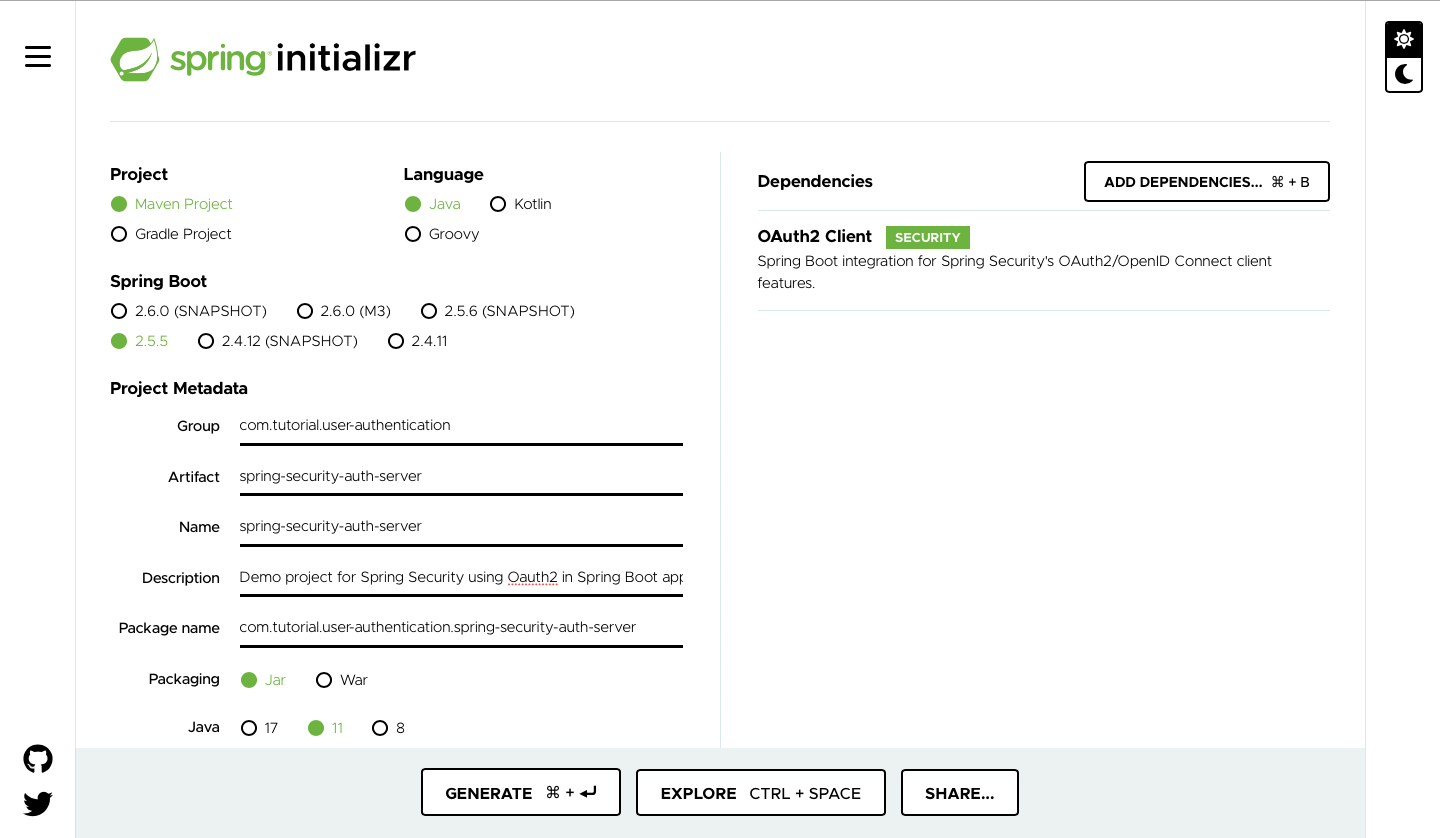 spring initializr
Project
Maven Project
Gradle Project
Language
Java Kotlin
Groovy
Spring Boot
2.6.0 (SNAPSHOT) 2.6.0 (M3) 2.5.6 (SNAPSHOT)
2.5.5 2.4.12 (SNAPSHOT) 2.4.11
Project Metadata
Group com.tutorial.user-authentication
Artifact spring-security-auth-server
Name spring-security-auth-server
Description Demo project for Spring Security using Oauth2 in Spring Boot app
Package name com.tutorial.user-authentication.spring-security-auth-server
Packaging Jar War
Java 17 11 8
Dependencies
ADD DEPENDENCIES... ⌘ + B
OAuth2 Client SECURITY
Spring Boot integration for Spring Security's OAuth2/OpenID Connect client
features.
GENERATE ⌘ + ⏎
EXPLORE CTRL + SPACE
SHARE...